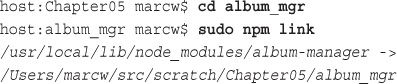 host:Chapter05 marcw$ cd album_mgr
host:album_mgr marcw$ sudo npm link
/usr/local/lib/node_modules/album-manager ->
/Users/marcw/src/scratch/Chapter05/album_mgr